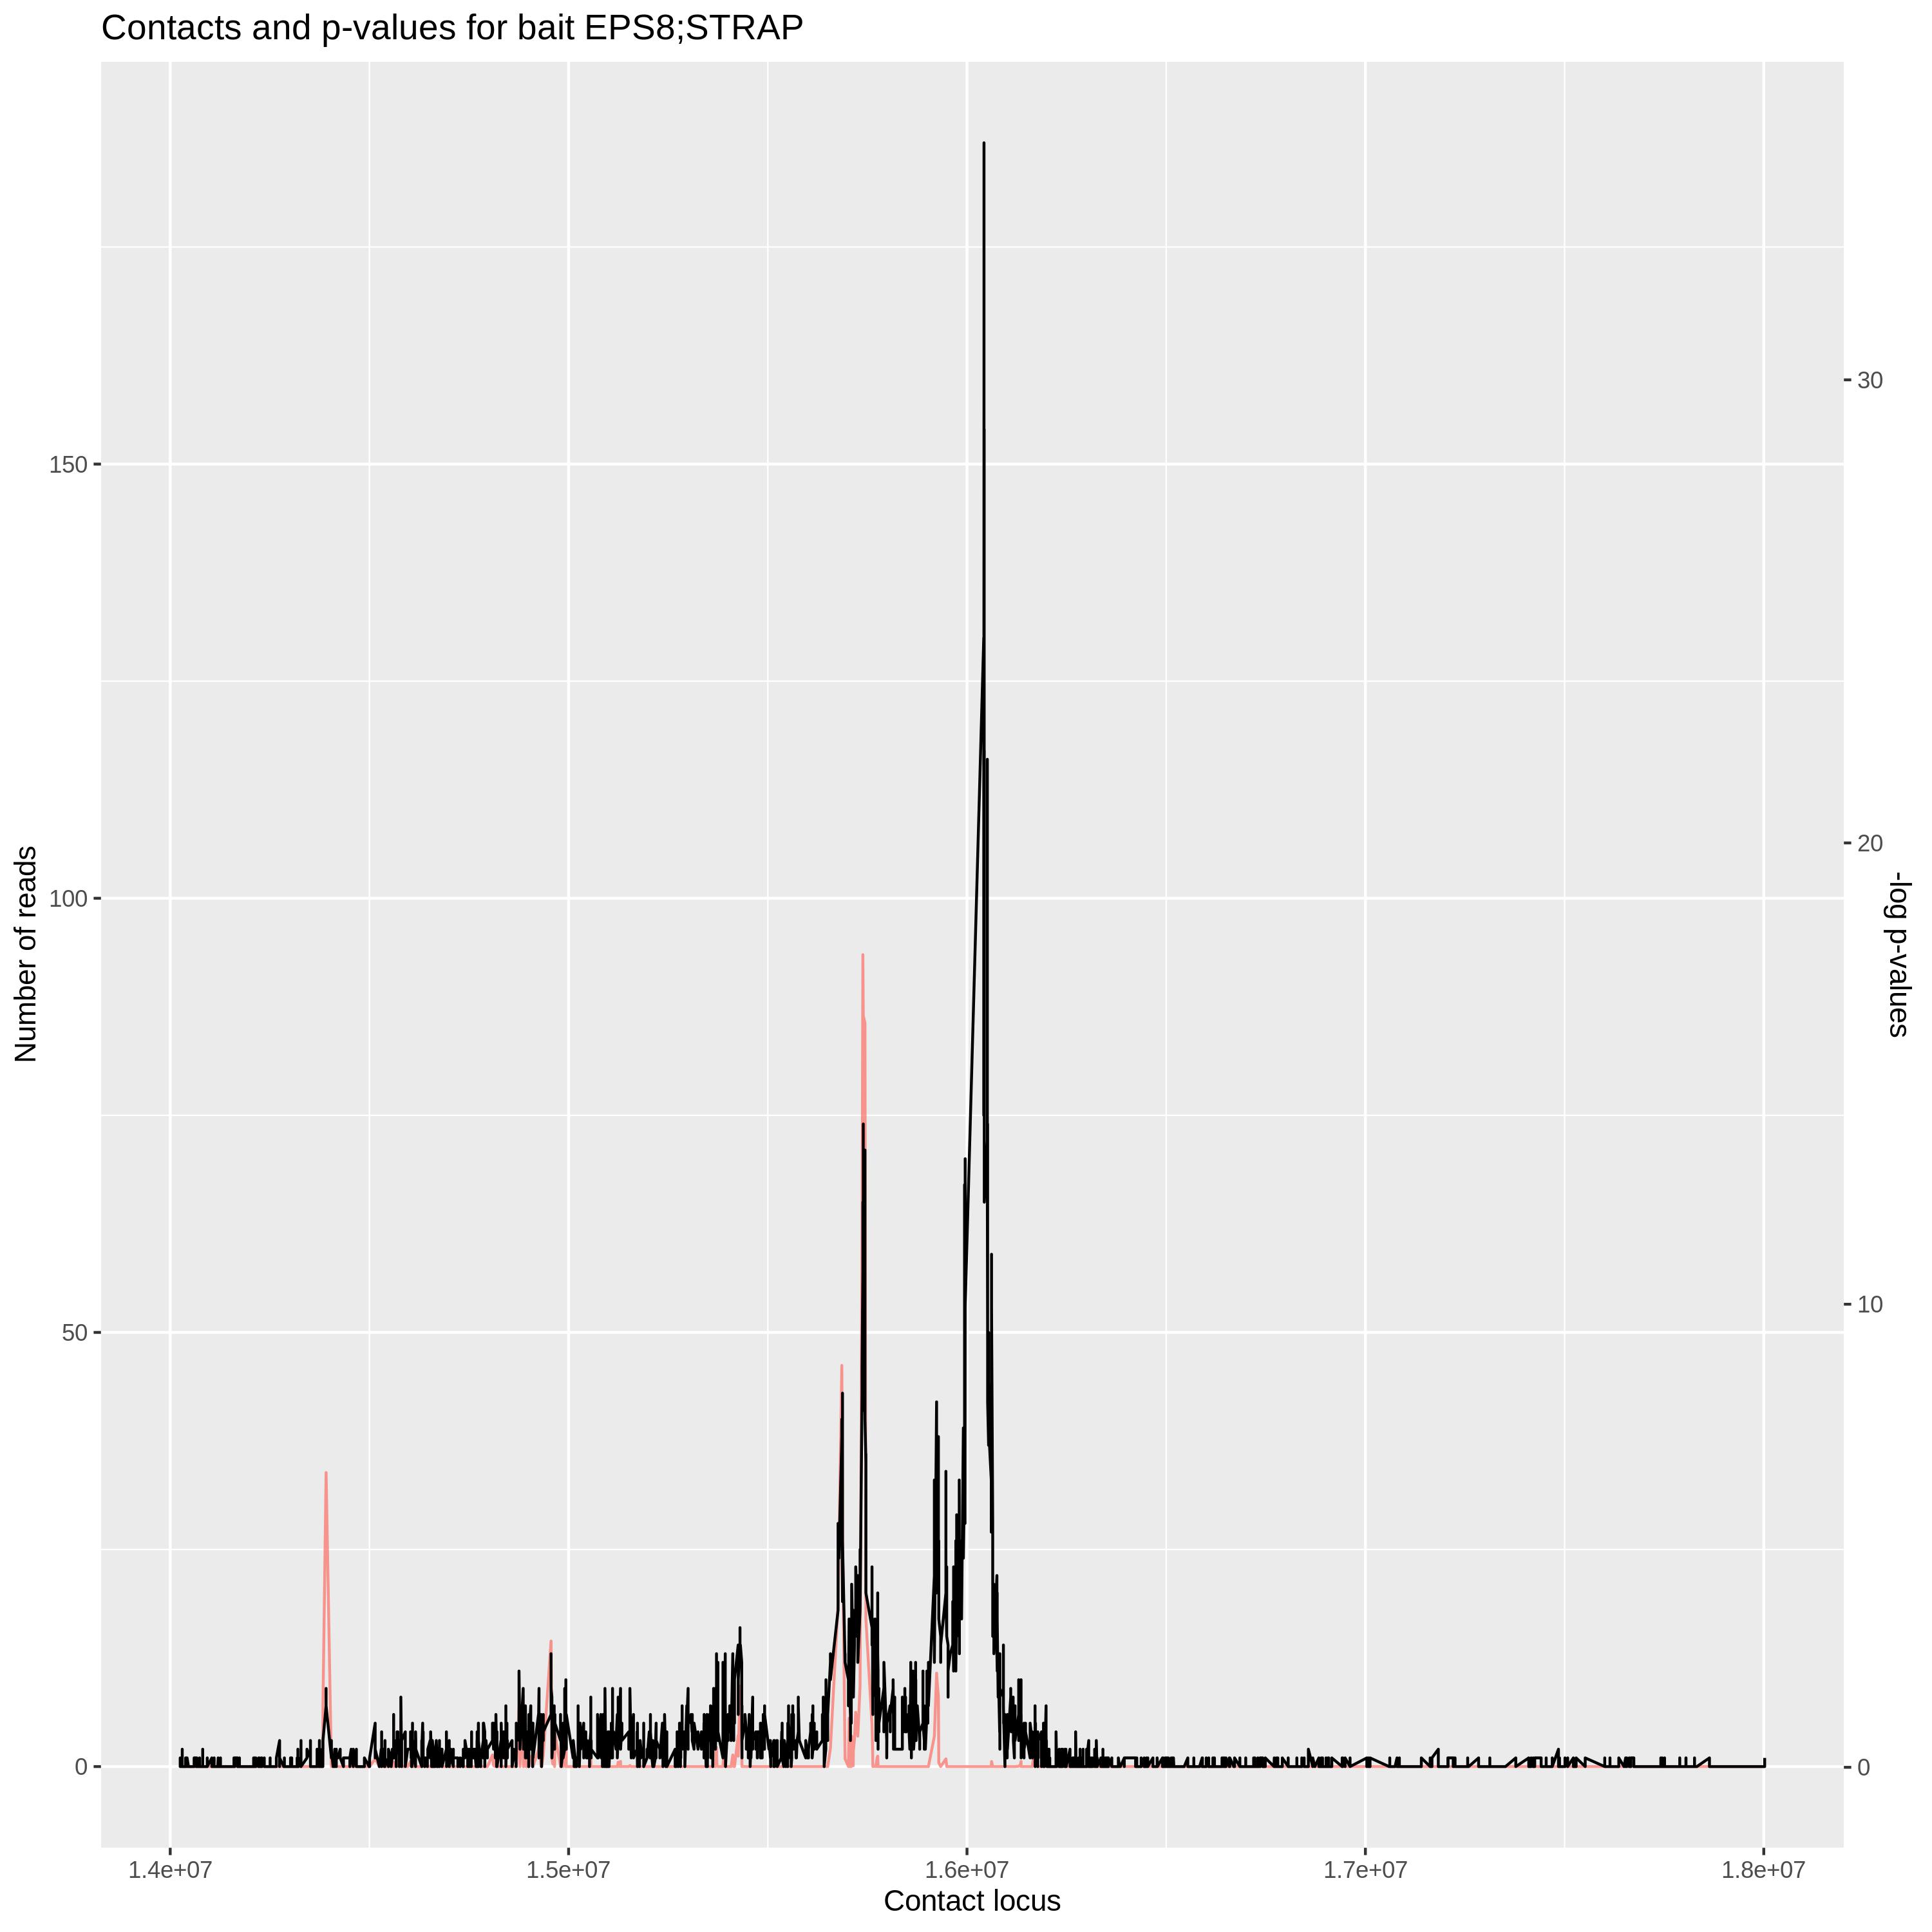 Contacts and p-values for bait EPS8;STRAP
150
100
50
0
Number of reads
30
20
10
0
-log p-values
1.4e+07
1.5e+07
1.6e+07
1.7e+07
1.8e+07
Contact locus